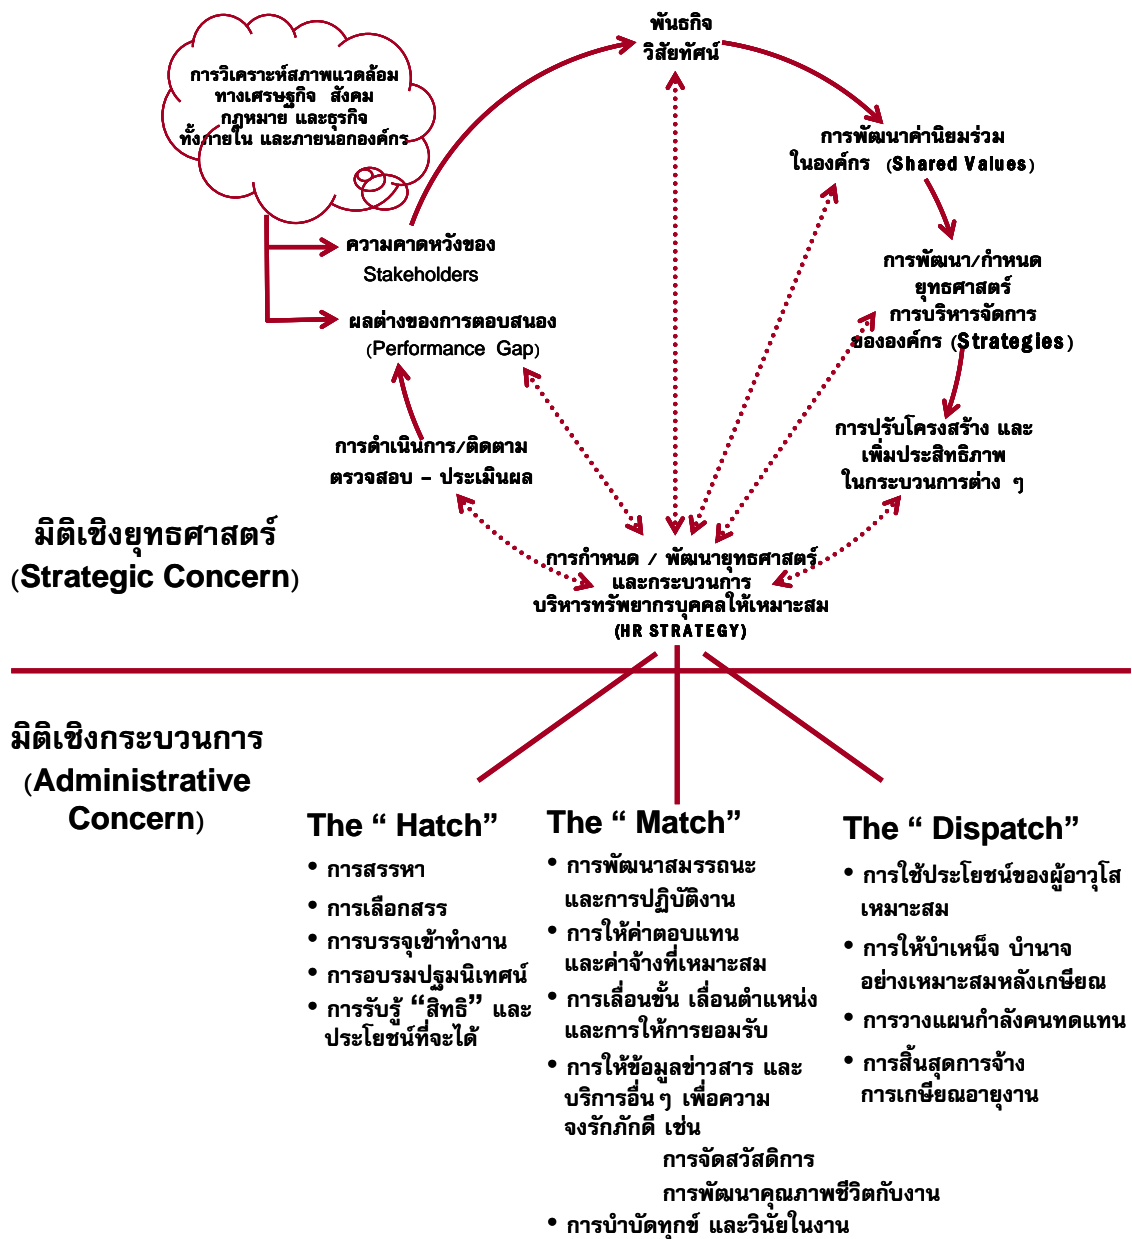 พันธกิจ
วิสัยทัศน์
การวิเคราะห์สภาพแวดล้อม
ทางเศรษฐกิจ สังคม
กฎหมาย และธุรกิจ
ทั้งภายใน และภายนอกองค์กร
การพัฒนาค่านิยมร่วม
ในองค์กร (Shared Values)
ความคาดหวังของ
Stakeholders
การพัฒนา/กำหนด
ยุทธศาสตร์
การบริหารจัดการ
ขององค์กร (Strategies)
ผลต่างของการตอบสนอง
(Performance Gap)
การปรับโครงสร้าง และ
เพิ่มประสิทธิภาพ
ในกระบวนการต่าง ๆ
การดำเนินการ/ติดตาม
ตรวจสอบ – ประเมินผล
มิติเชิงยุทธศาสตร์
(Strategic Concern)
การกำหนด / พัฒนายุทธศาสตร์
และกระบวนการ
บริหารทรัพยากรบุคคลให้เหมาะสม
(HR STRATEGY)
มิติเชิงกระบวนการ
(Administrative
Concern)
The “ Hatch”
• การสรรหา
• การเลือกสรร
• การบรรจุเข้าทำงาน
• การอบรมปฐมนิเทศน์
• การรับรู้ “สิทธิ” และ
ประโยชน์ที่จะได้
The “ Match”
• การพัฒนาสมรรถนะ
และการปฏิบัติงาน
• การให้ค่าตอบแทน
และค่าจ้างที่เหมาะสม
• การเลื่อนขั้น เลื่อนตำแหน่ง
และการให้การยอมรับ
• การให้ข้อมูลข่าวสาร และ
บริการอื่น ๆ เพื่อความ
จงรักภักดี เช่น
การจัดสวัสดิการ
การพัฒนาคุณภาพชีวิตกับงาน
• การบำบัดทุกข์ และวินัยในงาน
The “ Dispatch”
• การใช้ประโยชน์ของผู้อาวุโส
เหมาะสม
• การให้บำเหน็จ บำนาจ
อย่างเหมาะสมหลังเกษียณ
• การวางแผนกำลังคนทดแทน
• การสิ้นสุดการจ้าง
การเกษียณอายุงาน